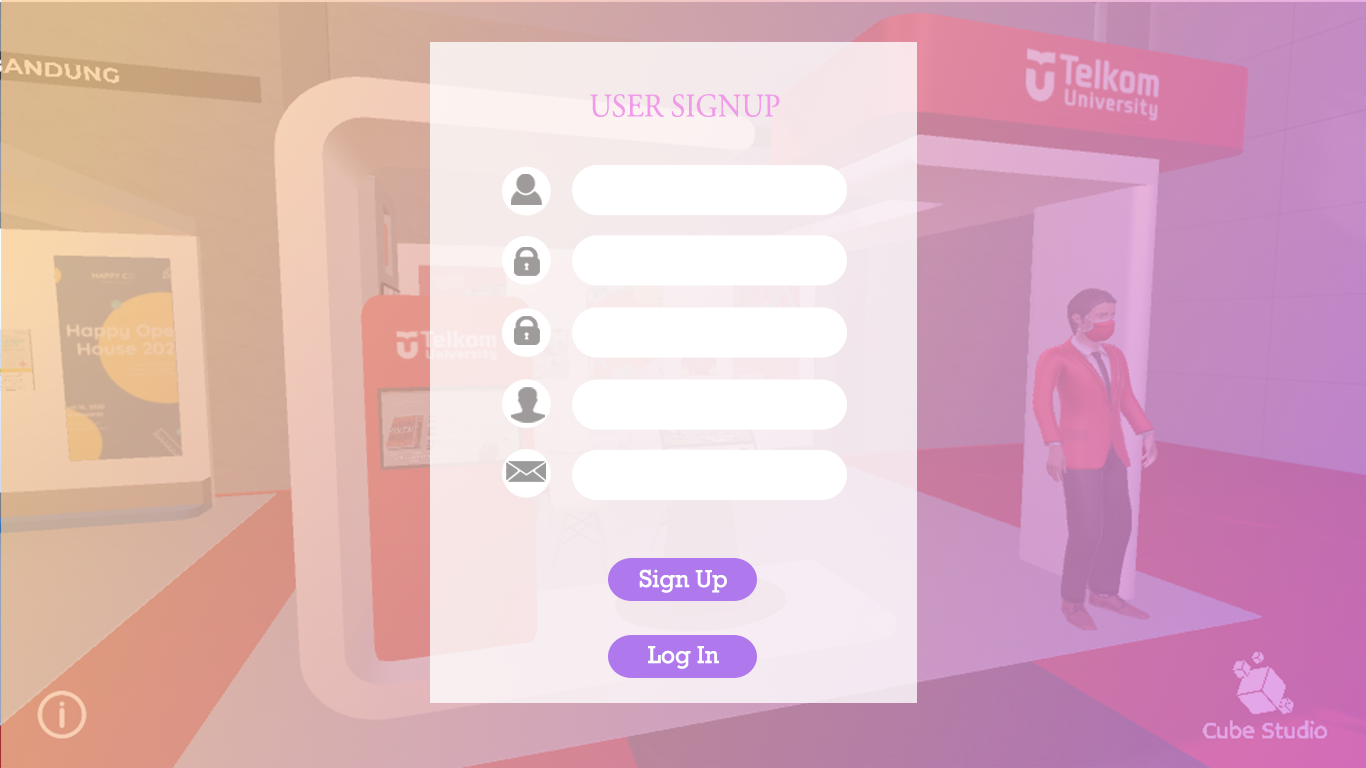 ANDUNG
Telkom
University
USER SIGNUP
HAPPY
Happy Ope
House 202
Telkom
University
Sign Up
Log In
i
Cube Studio